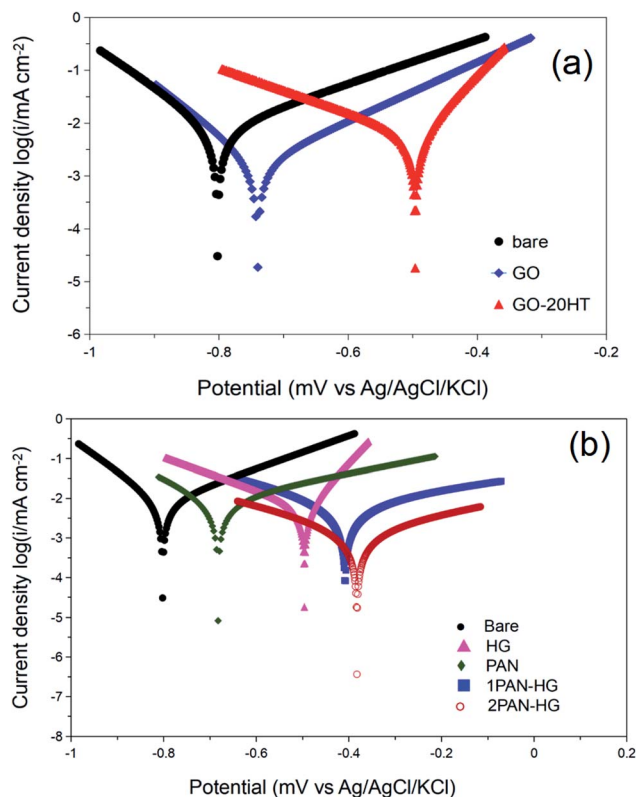 0
-1
-2
-3
-4
-5
-6
-1
-0.8
-0.6
-0.4
-0.2
Current density log(i/mA cm-2)
Potential (mV vs Ag/AgCl/KCl)
(a)
bare
GO
GO-20HT
0
-1
-2
-3
-4
-5
-6
-7
-8
-1
-0.8
-0.6
-0.4
-0.2
0
0.2
Current density log(i/mA cm-2)
Potential (mV vs Ag/AgCl/KCl)
(b)
Bare
HG
PAN
1PAN-HG
2PAN-HG